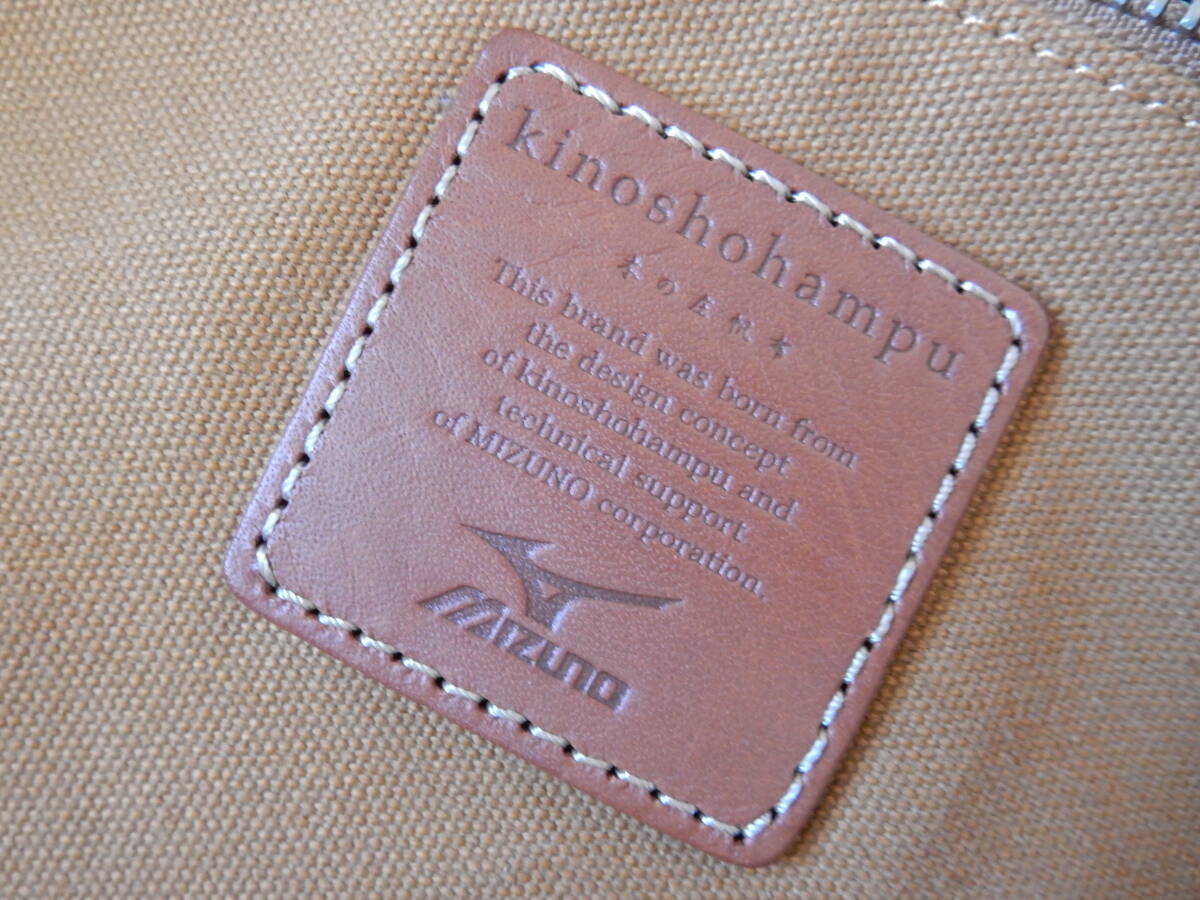 kinoshohampu
木の庄帆布
This brand was born from
the design concept
of kinoshohampu and
technical support
of MIZUNO corporation.
MIZUNO